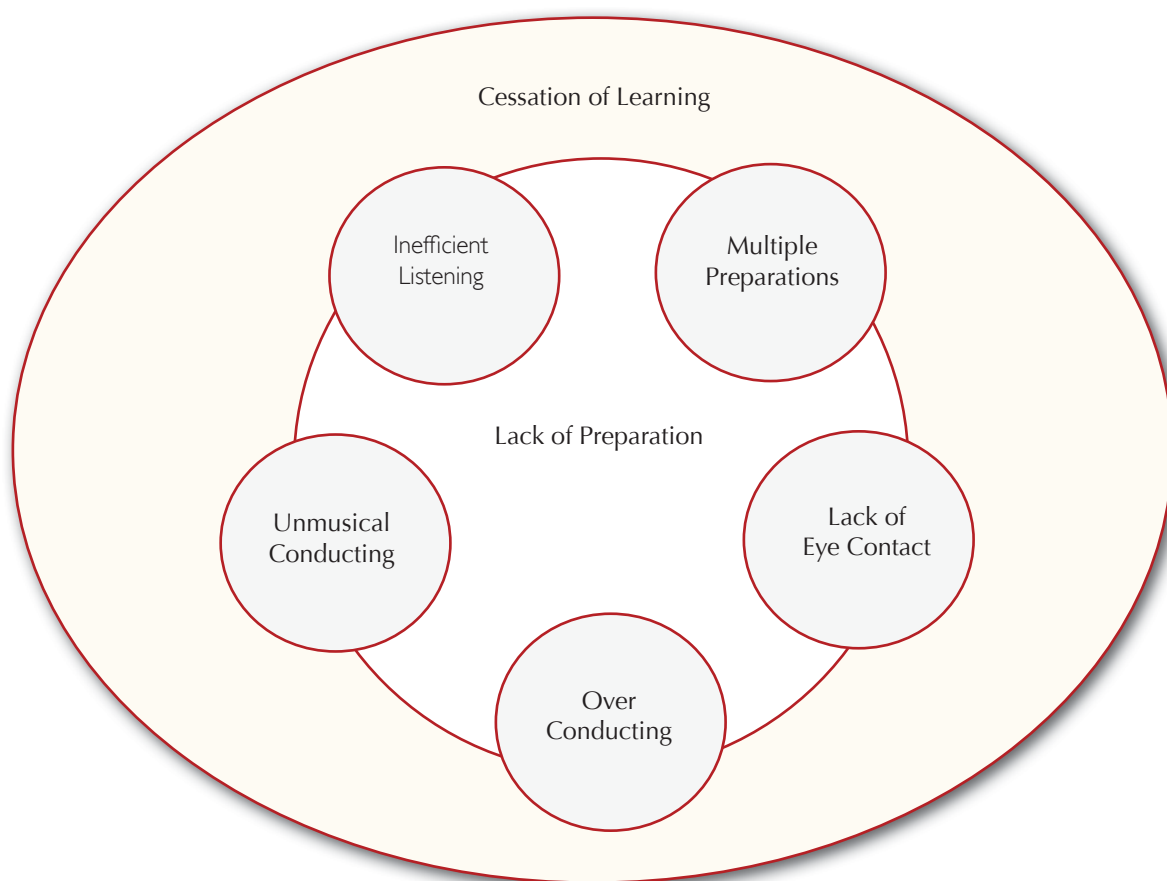 Cessation of Learning
Inefficient
Listening
Multiple
Preparations
Lack of Preparation
Unmusical
Conducting
Lack of
Eye Contact
Over
Conducting